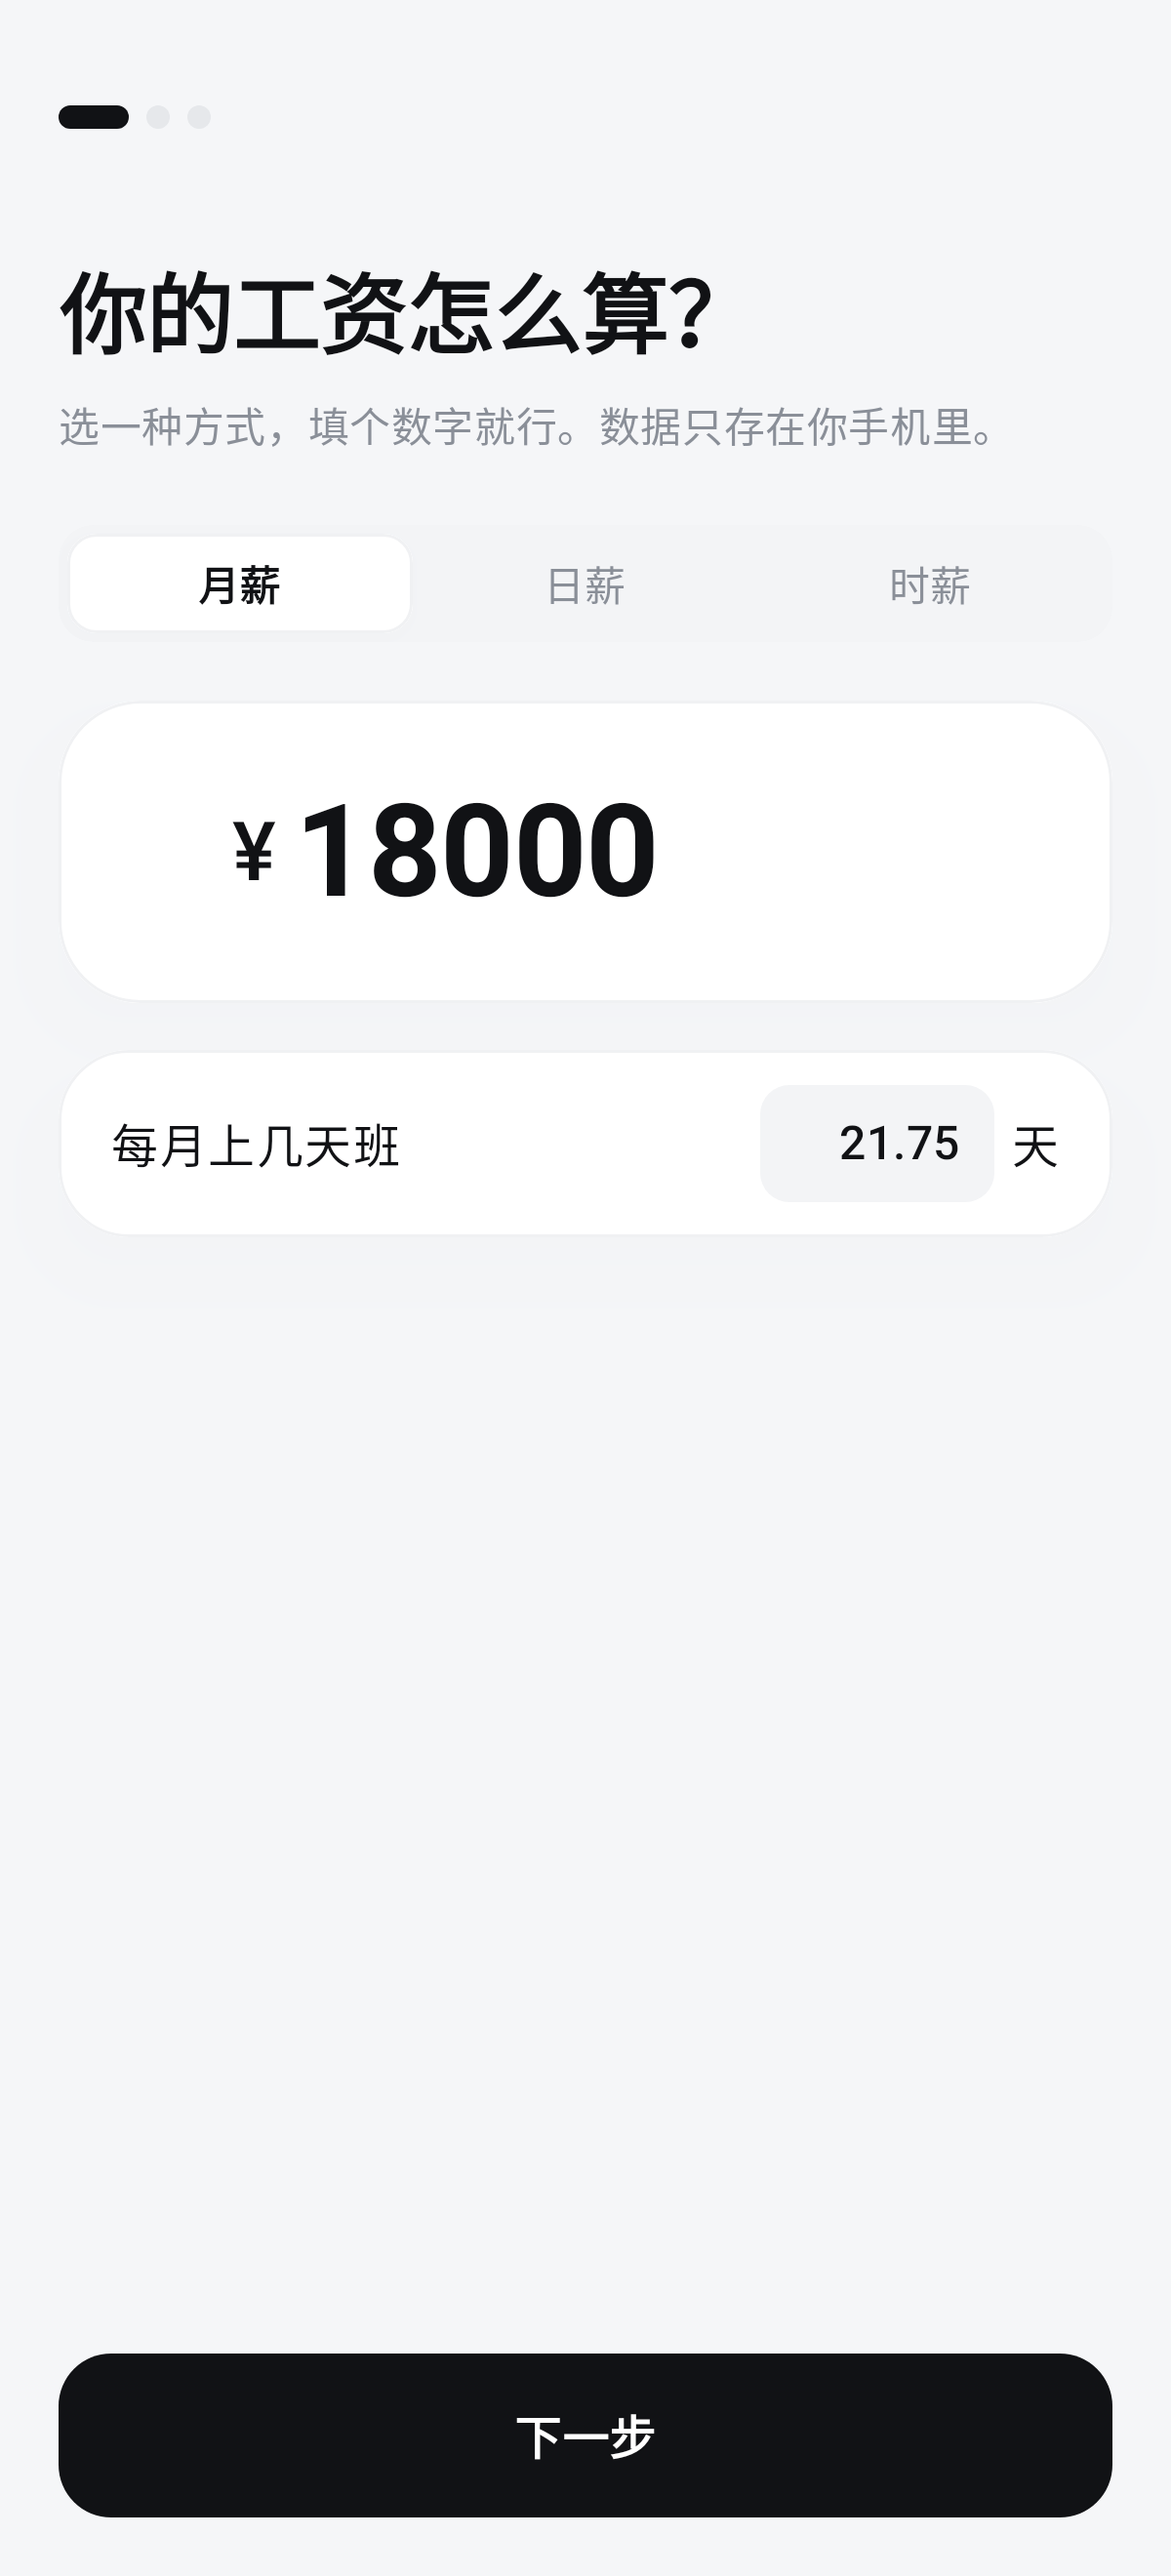 你的工资怎么算？
选一种方式，填个数字就行。数据只存在你手机里。
月薪 日薪 时薪
¥ 18000
每月上几天班 21.75 天
下一步